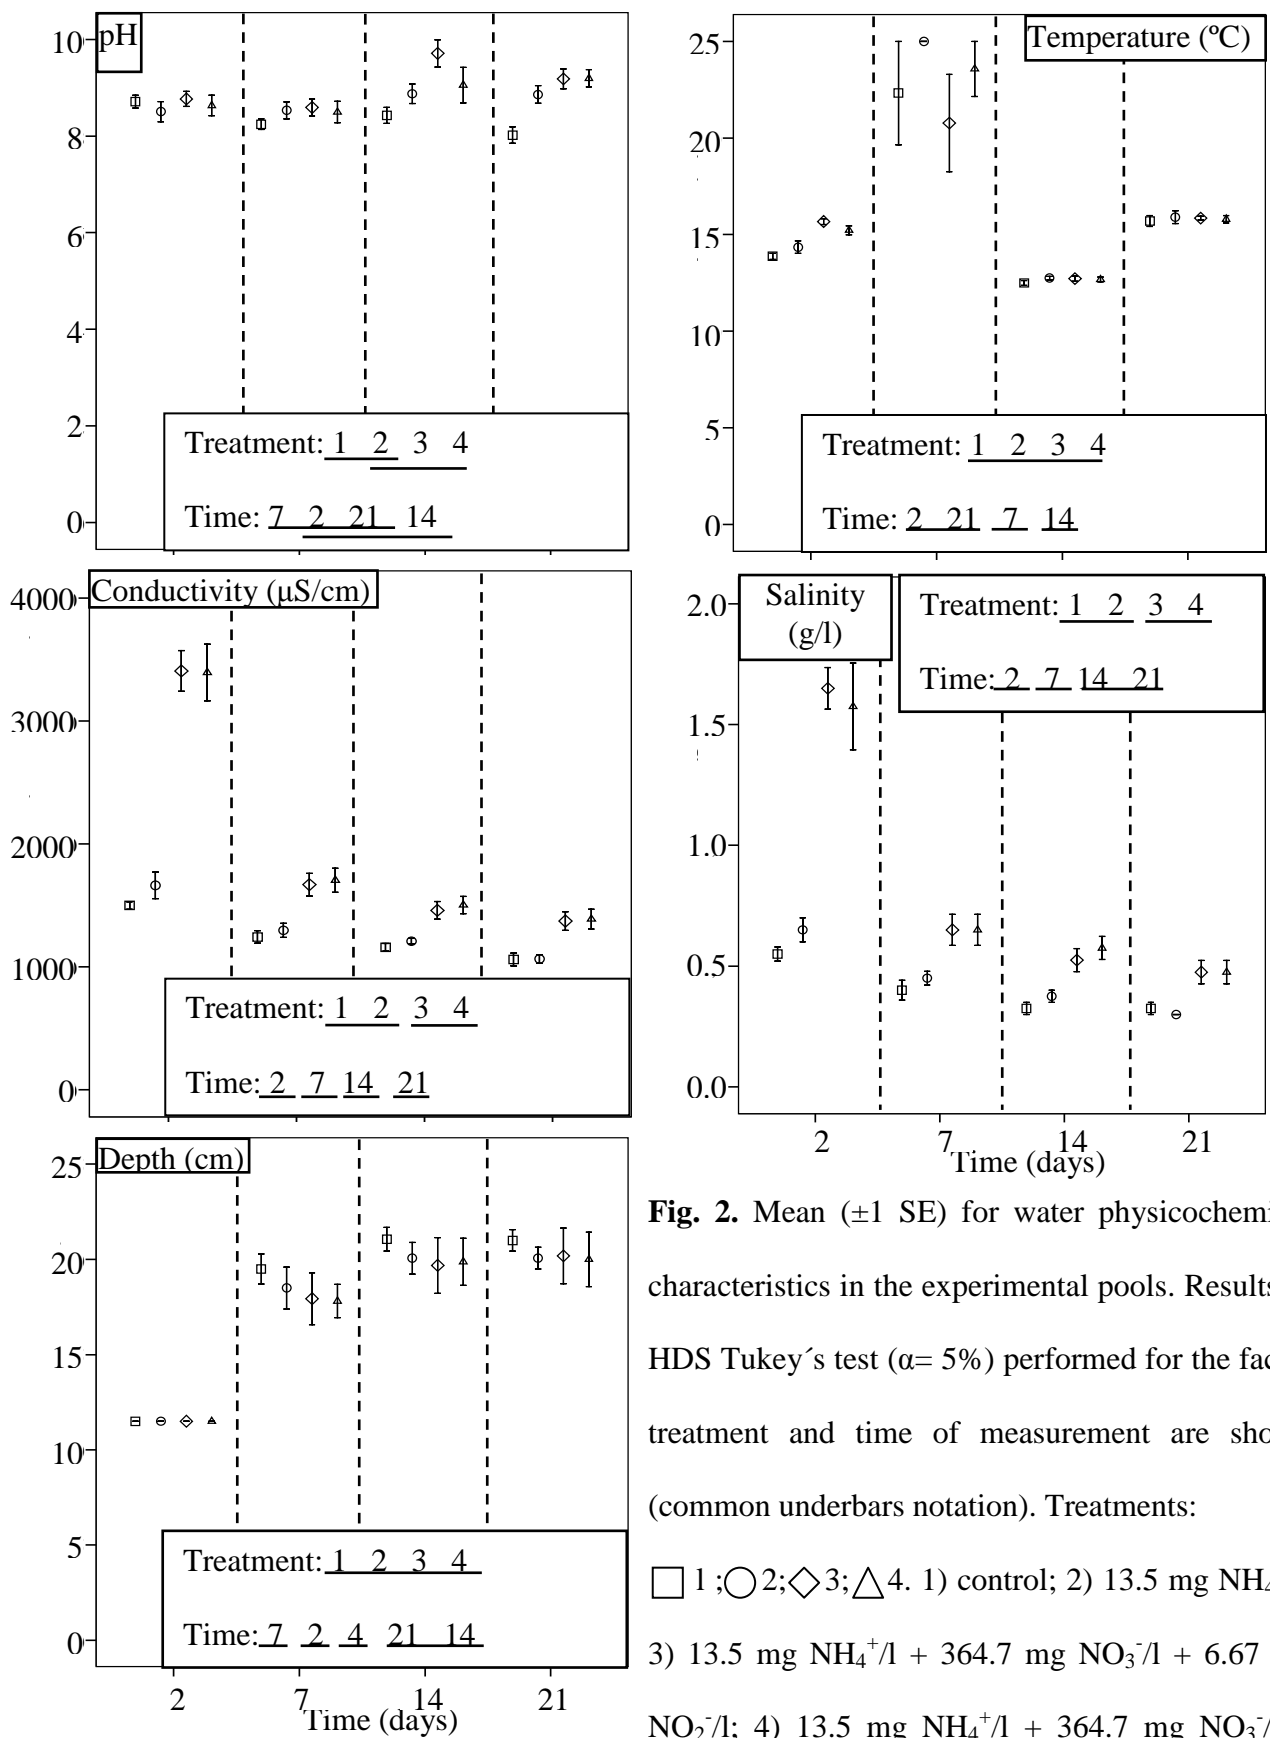 pH
10
8
6
4
2
0
Treatment: 1 2 3 4
Time: 7 2 21 14
Temperature (ºC)
25
20
15
10
5
0
Treatment: 1 2 3 4
Time: 2 21 7 14
Conductivity (µS/cm)
4000
3000
2000
1000
0
Treatment: 1 2 3 4
Time: 2 7 14 21
Salinity
(g/l)
2.0
1.5
1.0
0.5
0.0
Treatment: 1 2 3 4
Time: 2 7 14 21
2 7 14 21
Time (days)
Depth (cm)
25
20
15
10
5
0
Treatment: 1 2 3 4
Time: 7 2 4 21 14
2 7 14 21
Time (days)
Fig. 2. Mean (±1 SE) for water physicochemi
characteristics in the experimental pools. Results
HDS Tukey´s test (α= 5%) performed for the fac
treatment and time of measurement are sho
(common underbars notation). Treatments:
□ 1 ;○ 2;◇ 3;△ 4. 1) control; 2) 13.5 mg NH4
3) 13.5 mg NH₄⁺/l + 364.7 mg NO₃⁻/l + 6.67
NO₂⁻/l; 4) 13.5 mg NH₄⁺/l + 364.7 mg NO₃⁻/